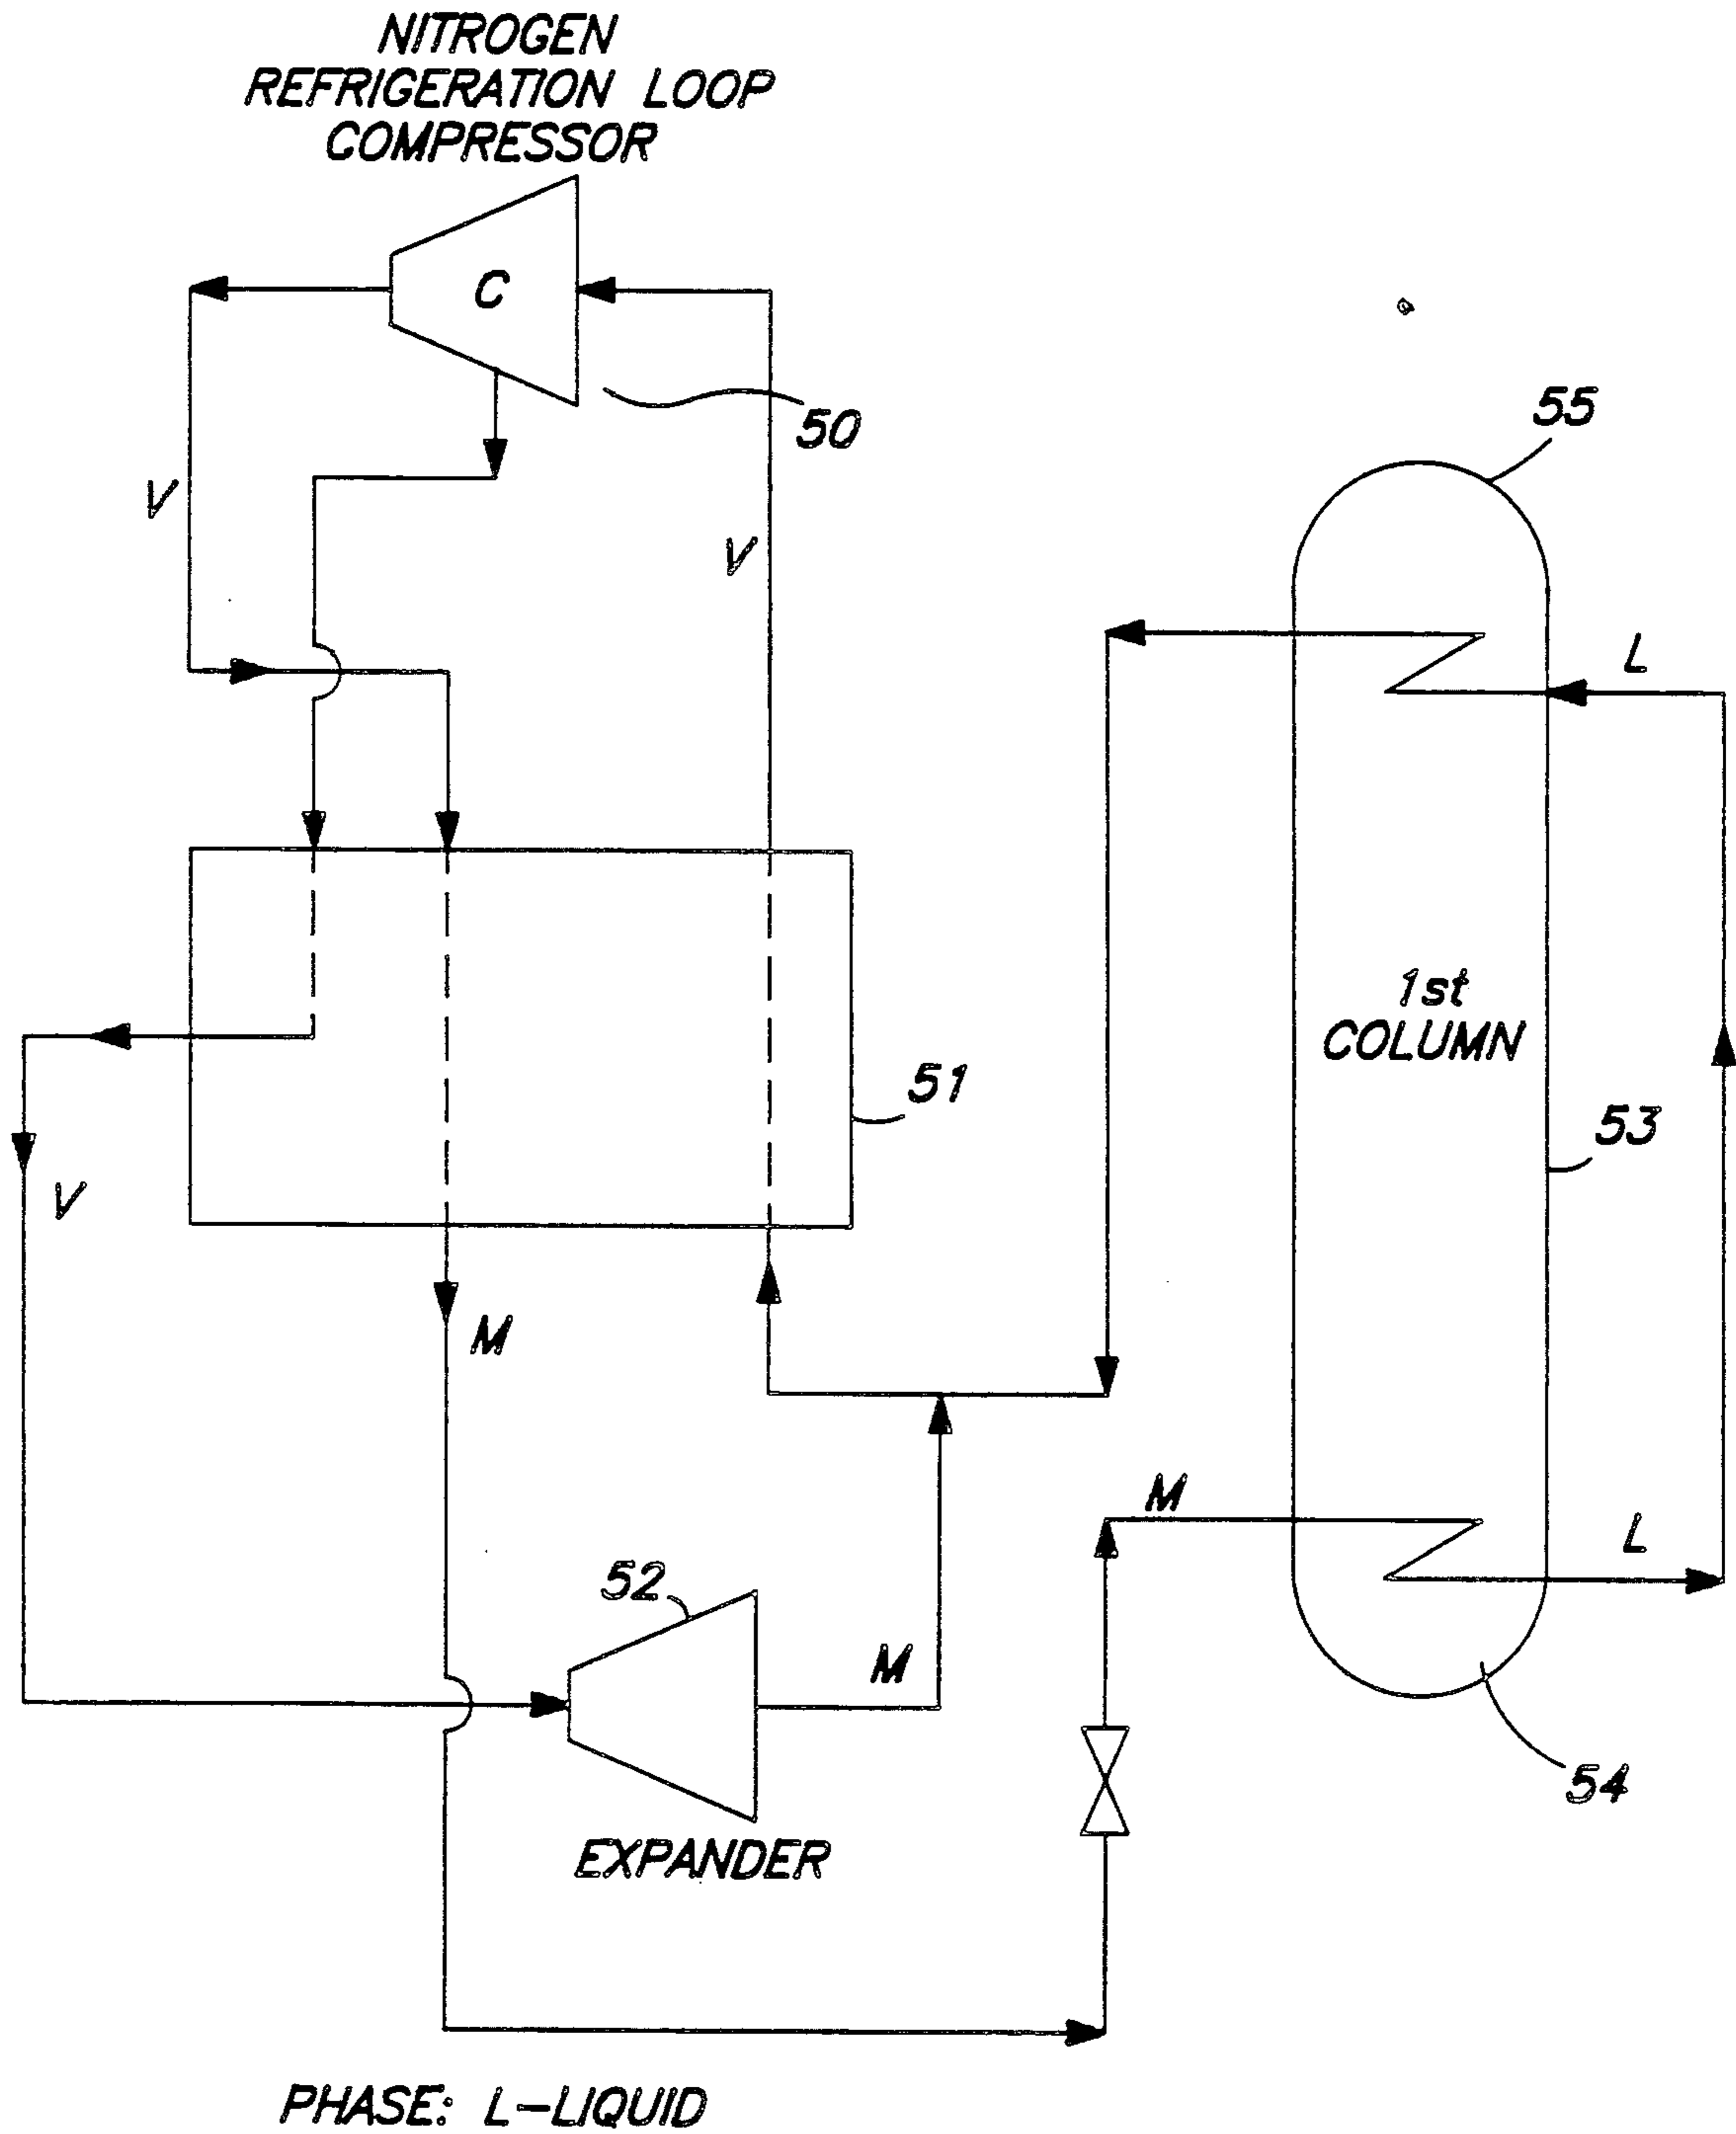 NITROGEN
REFRIGERATION LOOP
COMPRESSOR
C
50
55
V
V
L
1st
COLUMN
51
53
V
M
M
L
52
M
54
EXPANDER
PHASE: L-LIQUID